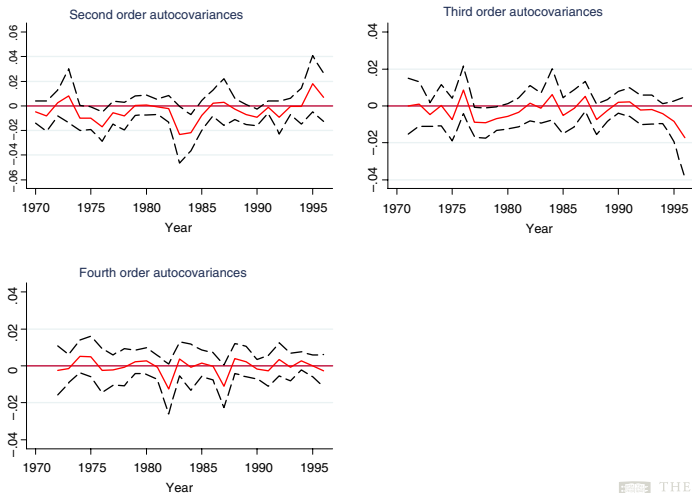 Second order autocovariances
.06
.04
.02
0
-.02
-.04
-.06
1970 1975 1980 1985 1990 1995
Year
Third order autocovariances
.04
.02
0
-.02
-.04
1970 1975 1980 1985 1990 1995
Year
Fourth order autocovariances
.04
.02
0
-.02
-.04
1970 1975 1980 1985 1990 1995
Year
THE